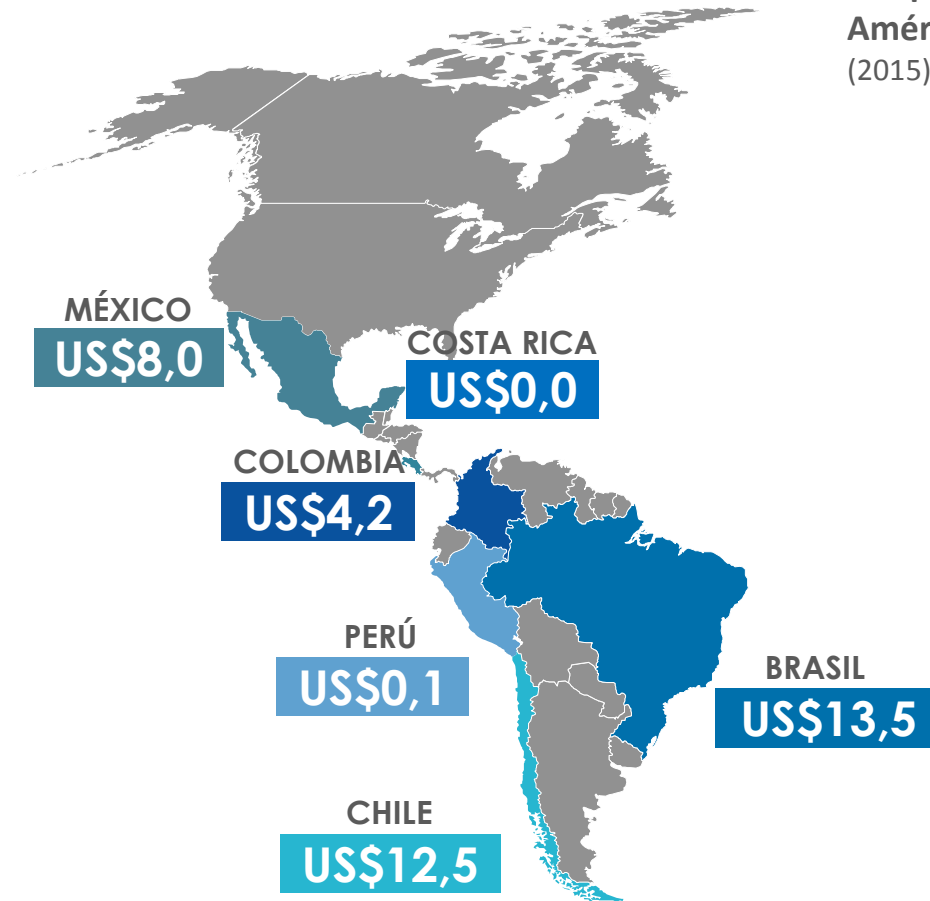 Amér
(2015)
MÉXICO
US$8,0
COSTA RICA
US$0,0
COLOMBIA
US$4,2
PERÚ
US$0,1
BRASIL
US$13,5
CHILE
US$12,5